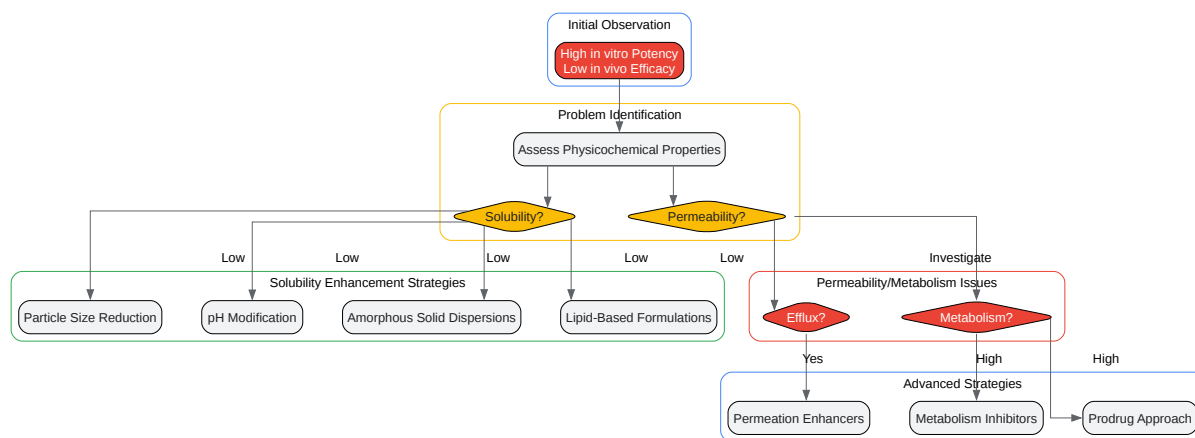 Initial Observation
High in vitro Potency
Low in vivo Efficacy
Problem Identification
Assess Physicochemical Properties
Solubility?
Permeability?
Low
Low
Low
Low
Low
Investigate
Solubility Enhancement Strategies
Permeability/Metabolism Issues
Particle Size Reduction
pH Modification
Amorphous Solid Dispersions
Lipid-Based Formulations
Efflux?
Metabolism?
Yes
High
High
Advanced Strategies
Permeation Enhancers
Metabolism Inhibitors
Prodrug Approach